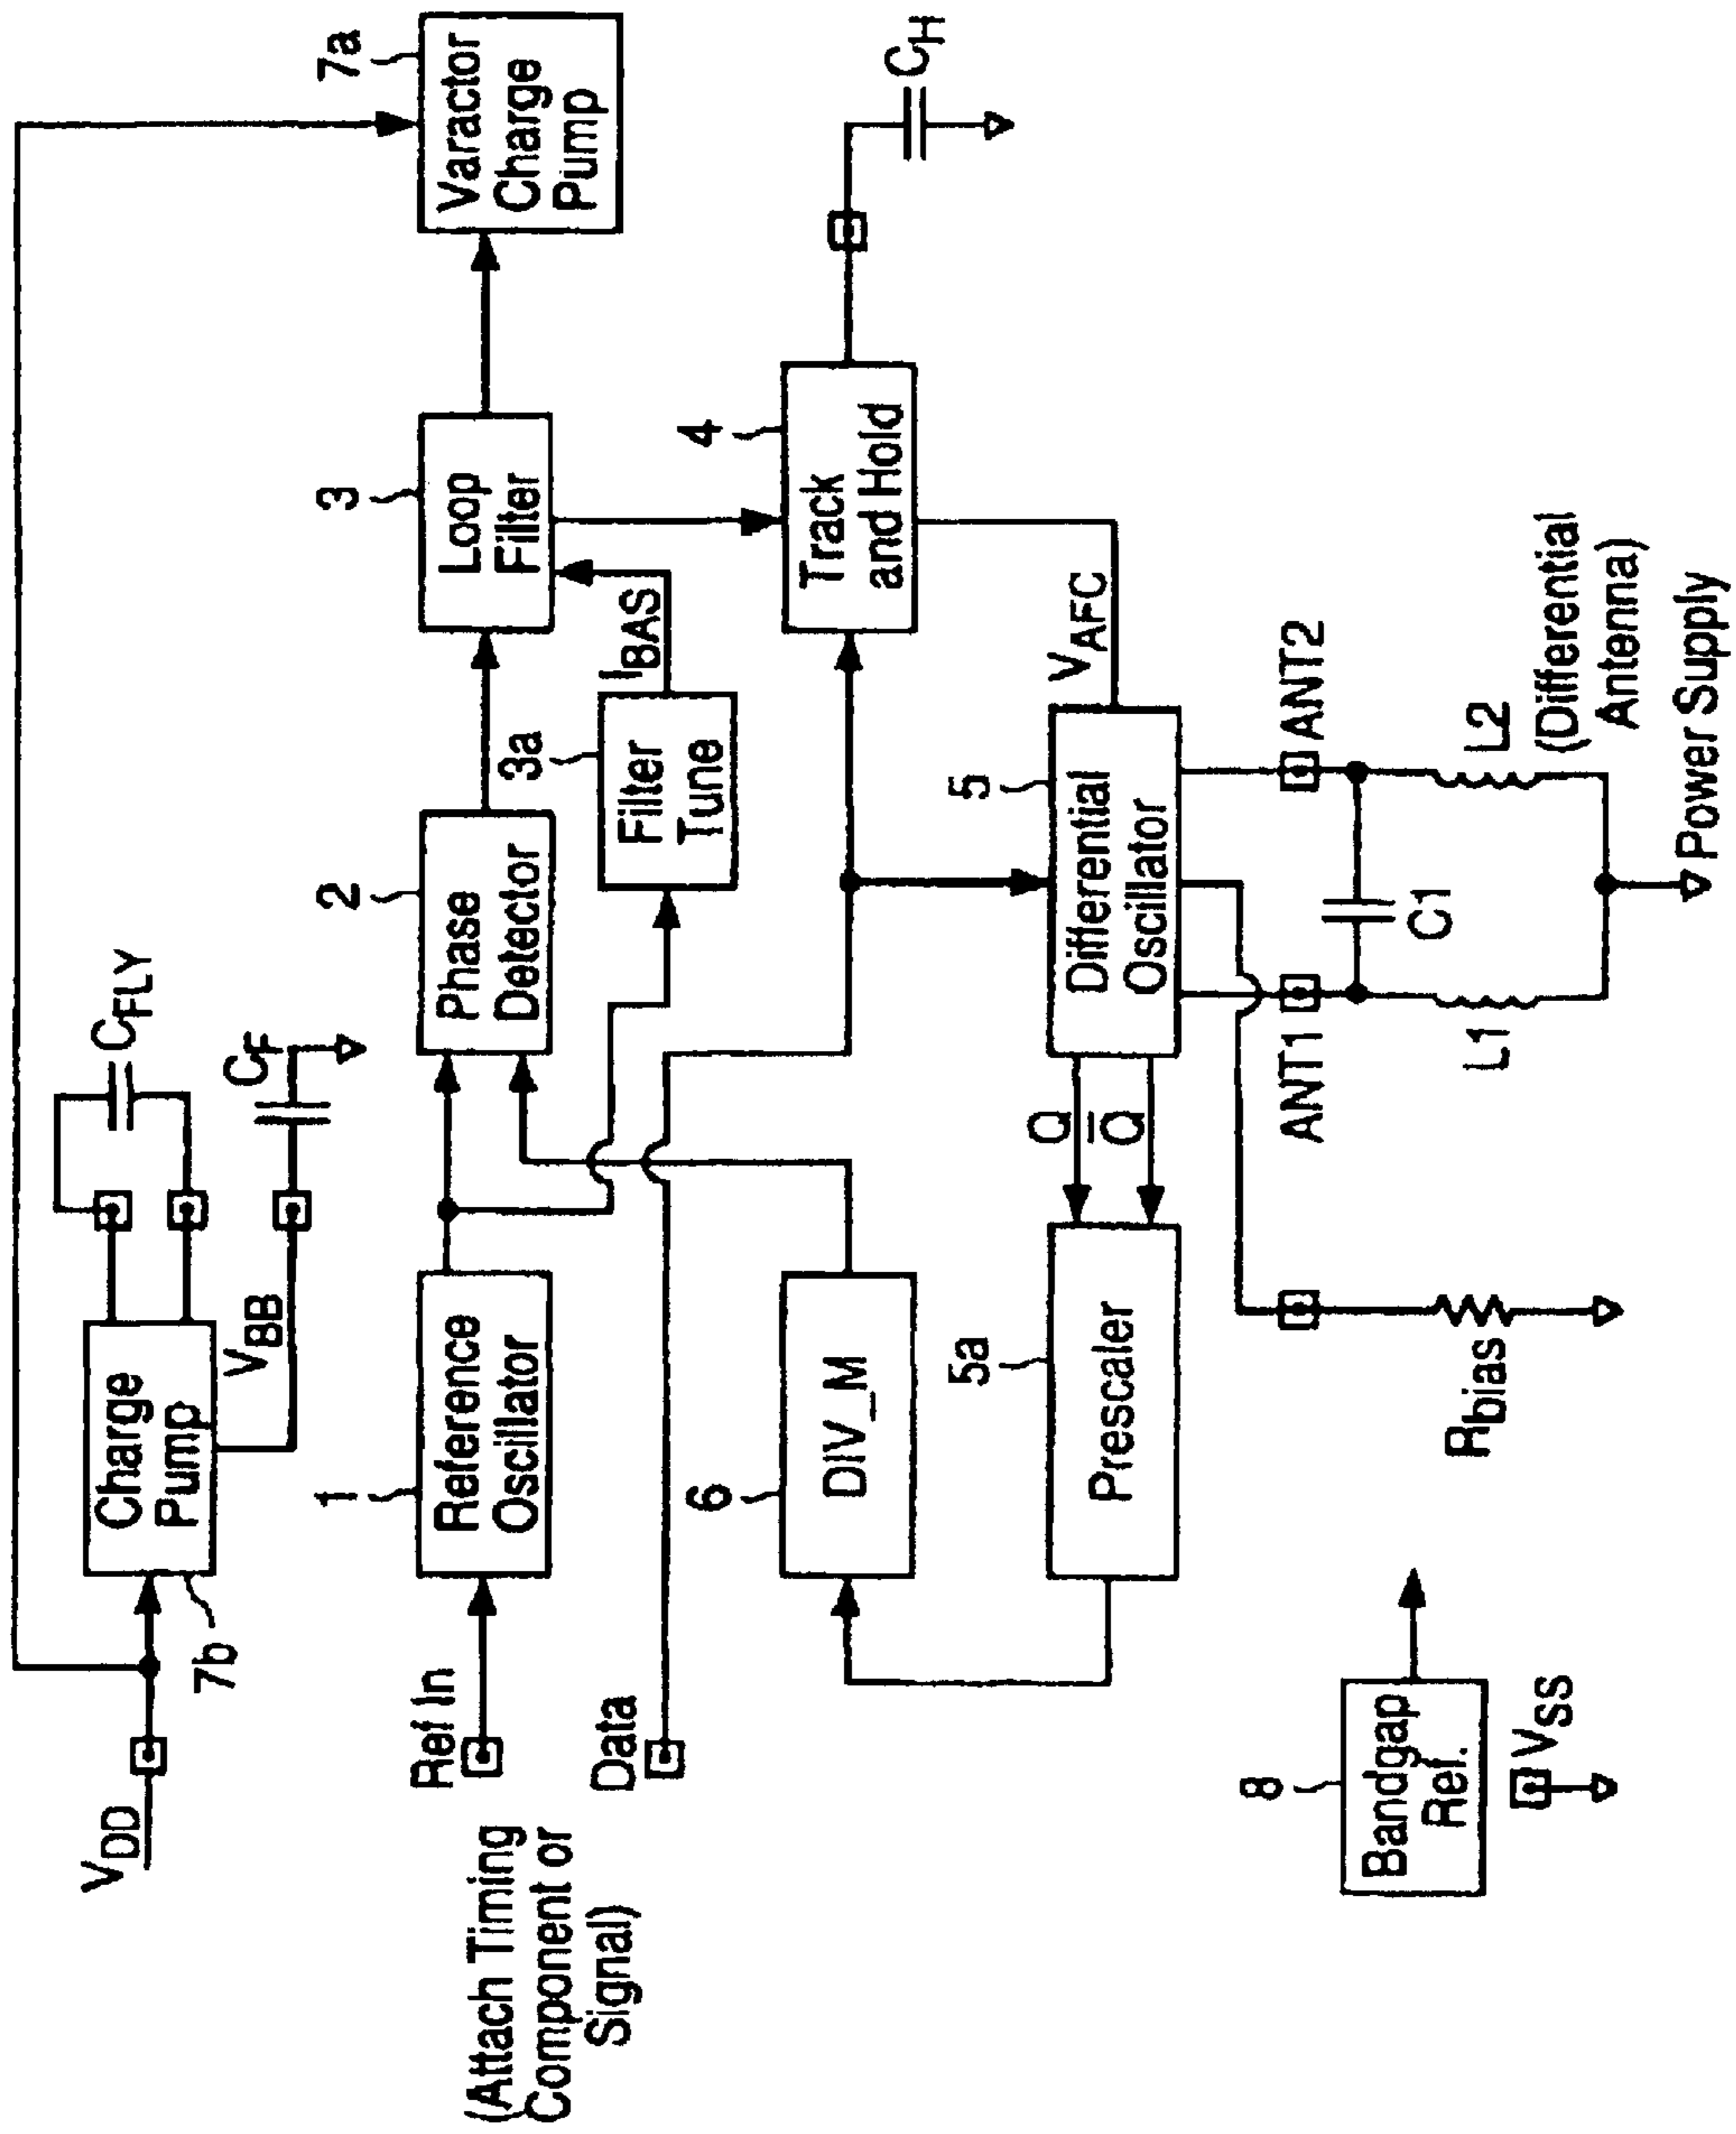 V_DD
7b
Charge
Pump
V_BB
C_FLY
C_F
7a
Varactor
Charge
Pump
Ref In
(Attach Timing
Component or
Signal)
1
Reference
Oscillator
2
Phase
Detector
3
Loop
Filter
3a
Filter
Tune
I_BAS
Data
6
DIV_M
4
Track
and Hold
C_H
V_AFC
5a
Prescaler
Q
Q̅
5
Differential
Oscillator
ANT1
ANT2
C1
L1
L2
(Differential
Antenna)
Power Supply
R_bias
8
Bandgap
Ref.
V_SS